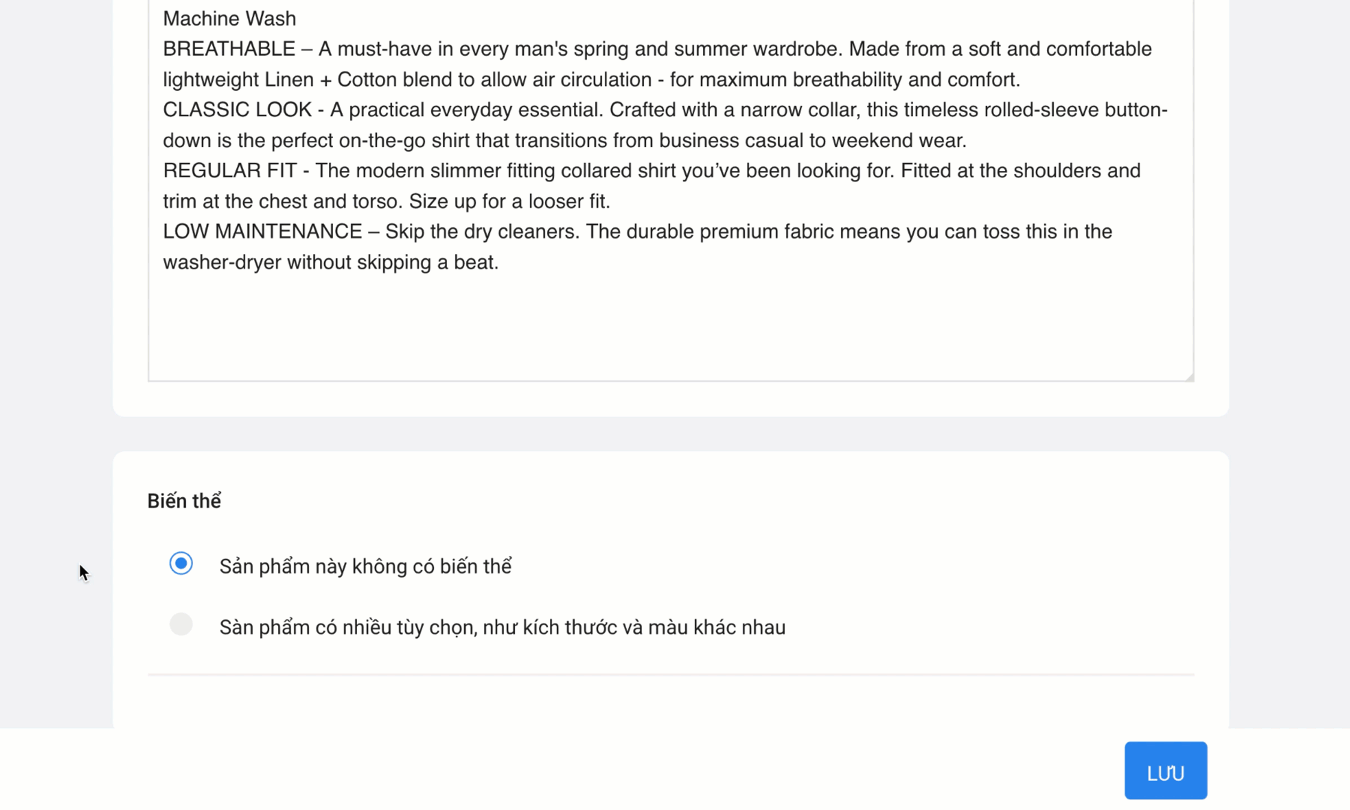 Machine Wash
BREATHABLE – A must-have in every man's spring and summer wardrobe. Made from a soft and comfortable
lightweight Linen + Cotton blend to allow air circulation - for maximum breathability and comfort.
CLASSIC LOOK - A practical everyday essential. Crafted with a narrow collar, this timeless rolled-sleeve button-
down is the perfect on-the-go shirt that transitions from business casual to weekend wear.
REGULAR FIT - The modern slimmer fitting collared shirt you’ve been looking for. Fitted at the shoulders and
trim at the chest and torso. Size up for a looser fit.
LOW MAINTENANCE – Skip the dry cleaners. The durable premium fabric means you can toss this in the
washer-dryer without skipping a beat.
Biến thể
Sản phẩm này không có biến thể
Sàn phẩm có nhiều tùy chọn, như kích thước và màu khác nhau
LƯU